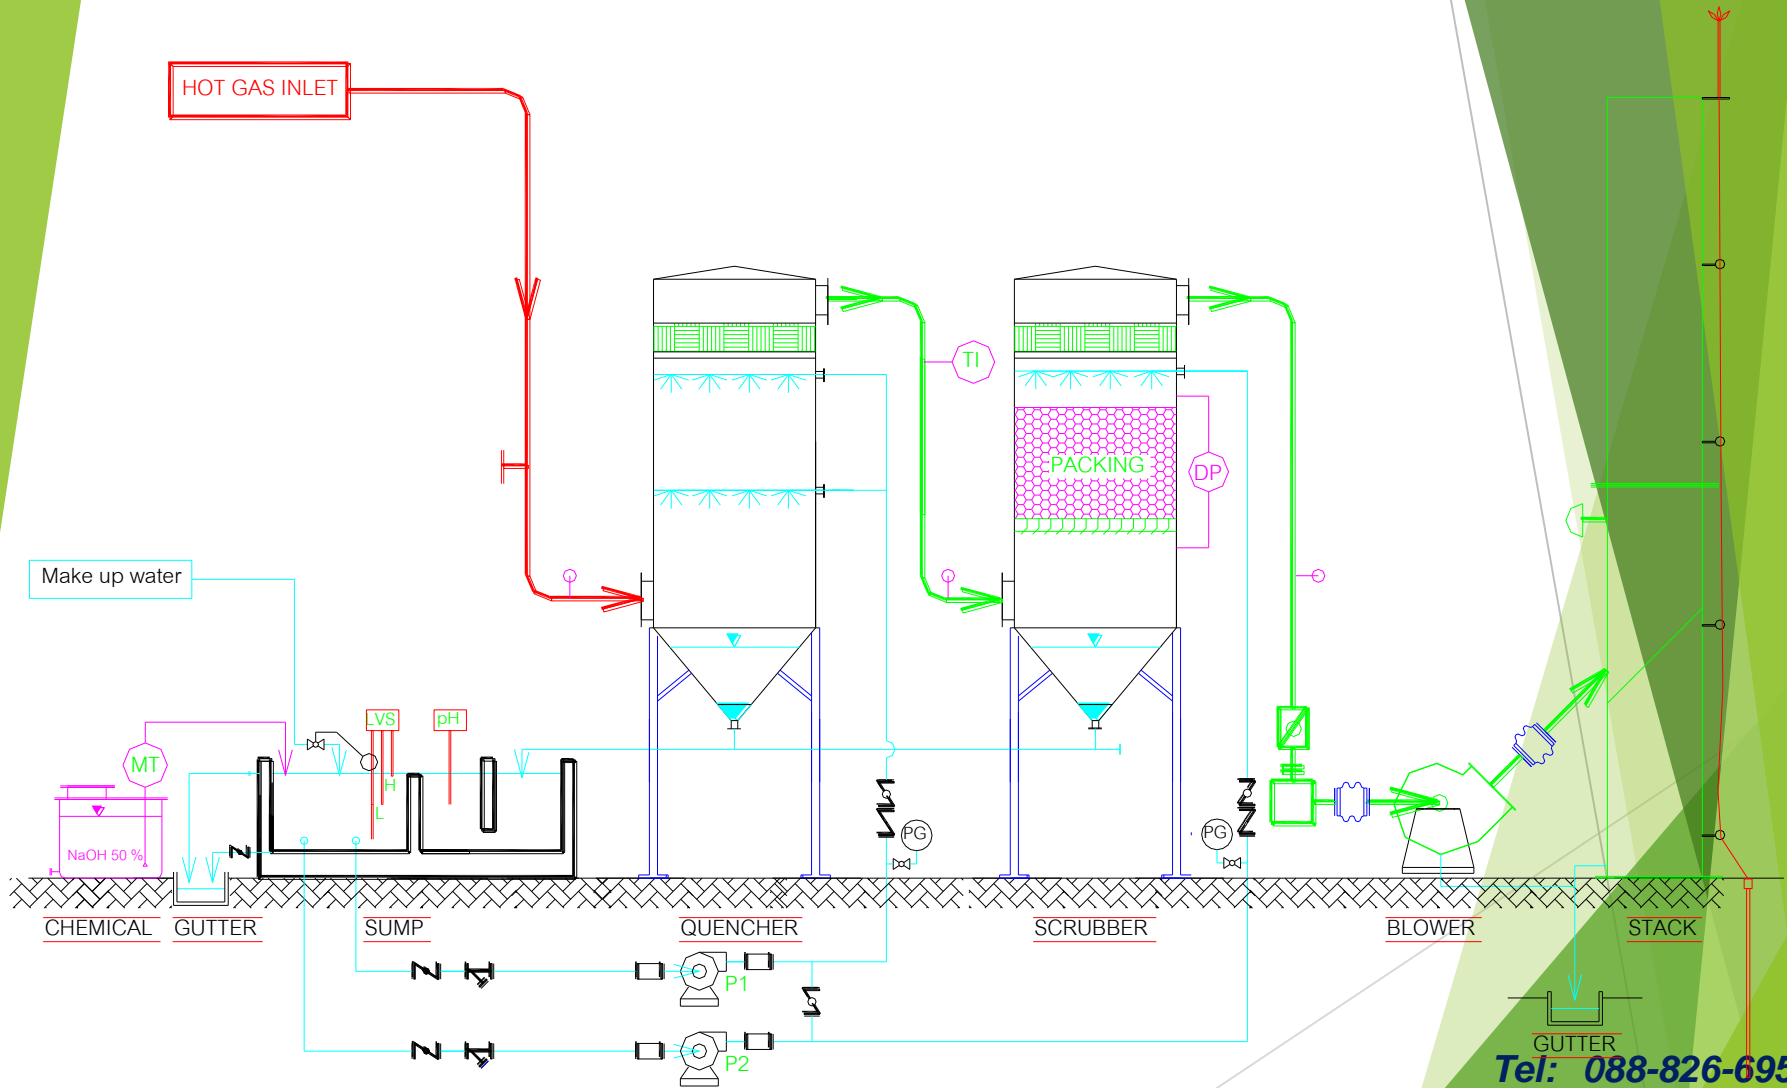 HOT GAS INLET
TI
PACKING
DP
Make up water
LVS
pH
MT
H
L
NaOH 50 %
PG
PG
CHEMICAL
GUTTER
SUMP
QUENCHER
SCRUBBER
BLOWER
STACK
P1
P2
GUTTER
Tel: 088-826-695